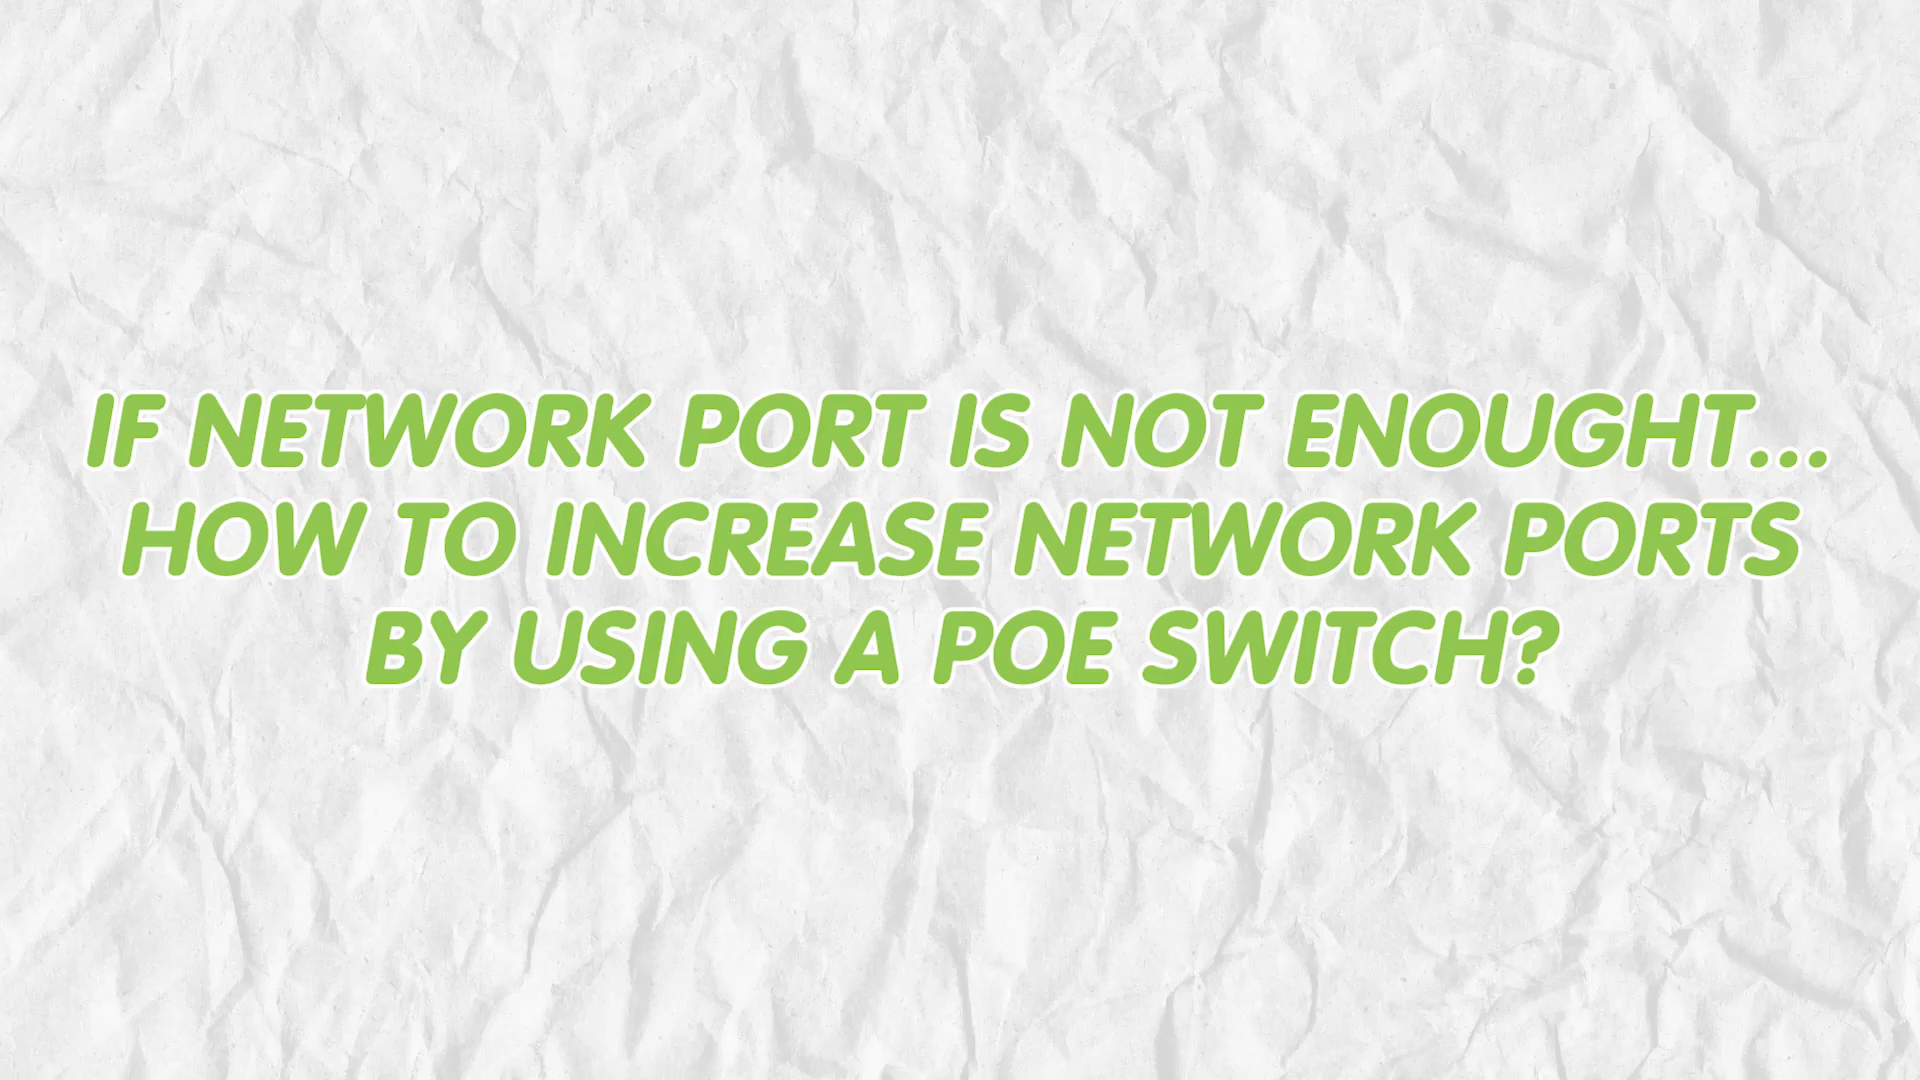 IF NETWORK PORT IS NOT ENOUGHT...
HOW TO INCREASE NETWORK PORTS
BY USING A POE SWITCH?